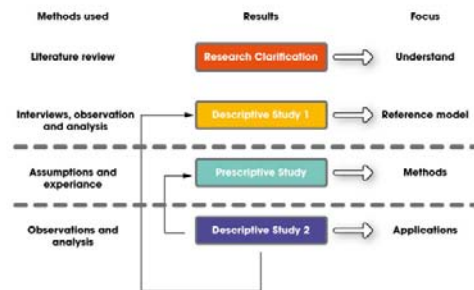 Methods used Results Focus
Literature review Research Clarification Understand
Interviews, observation
and analysis Descriptive Study 1 Reference model
Assumptions and
experiance Prescriptive Study Methods
Observations and
analysis Descriptive Study 2 Applications